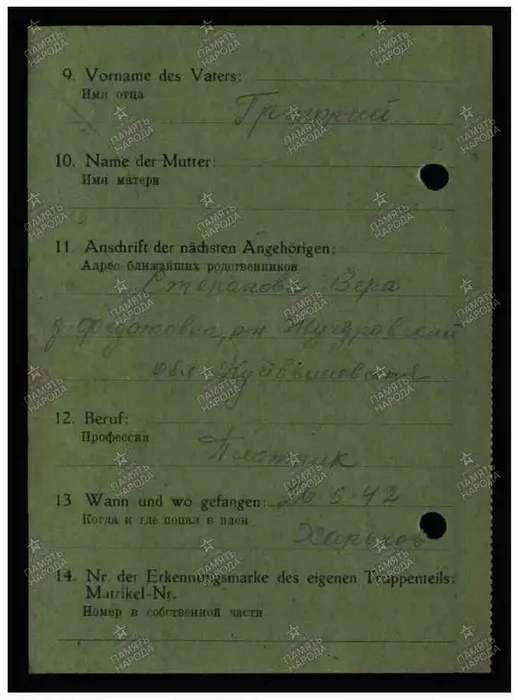 9. Vorname des Vaters:
Имя отца
Григорий
10. Name der Mutter:
Имя матери
11. Anschrift der nächsten Angehörigen:
Адрес ближайших родственников
Степанова Вера
д. Федотовка,
обл. Куйбышевская
12. Beruf:
Профессия
Плотник
13 Wann und wo gefangen: 20-5-42
Когда и где попал в плен
Харьков
14. Nr. der Erkennungsmarke des eigenen Truppenteils:
Matrikel-Nr.
Номер в собственной части
ПАМЯТЬ НАРОДА